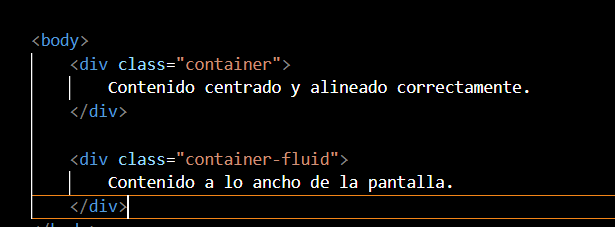 <body>
<div class="container">
Contenido centrado y alineado correctamente.
</div>
<div class="container-fluid">
Contenido a lo ancho de la pantalla.
</div>